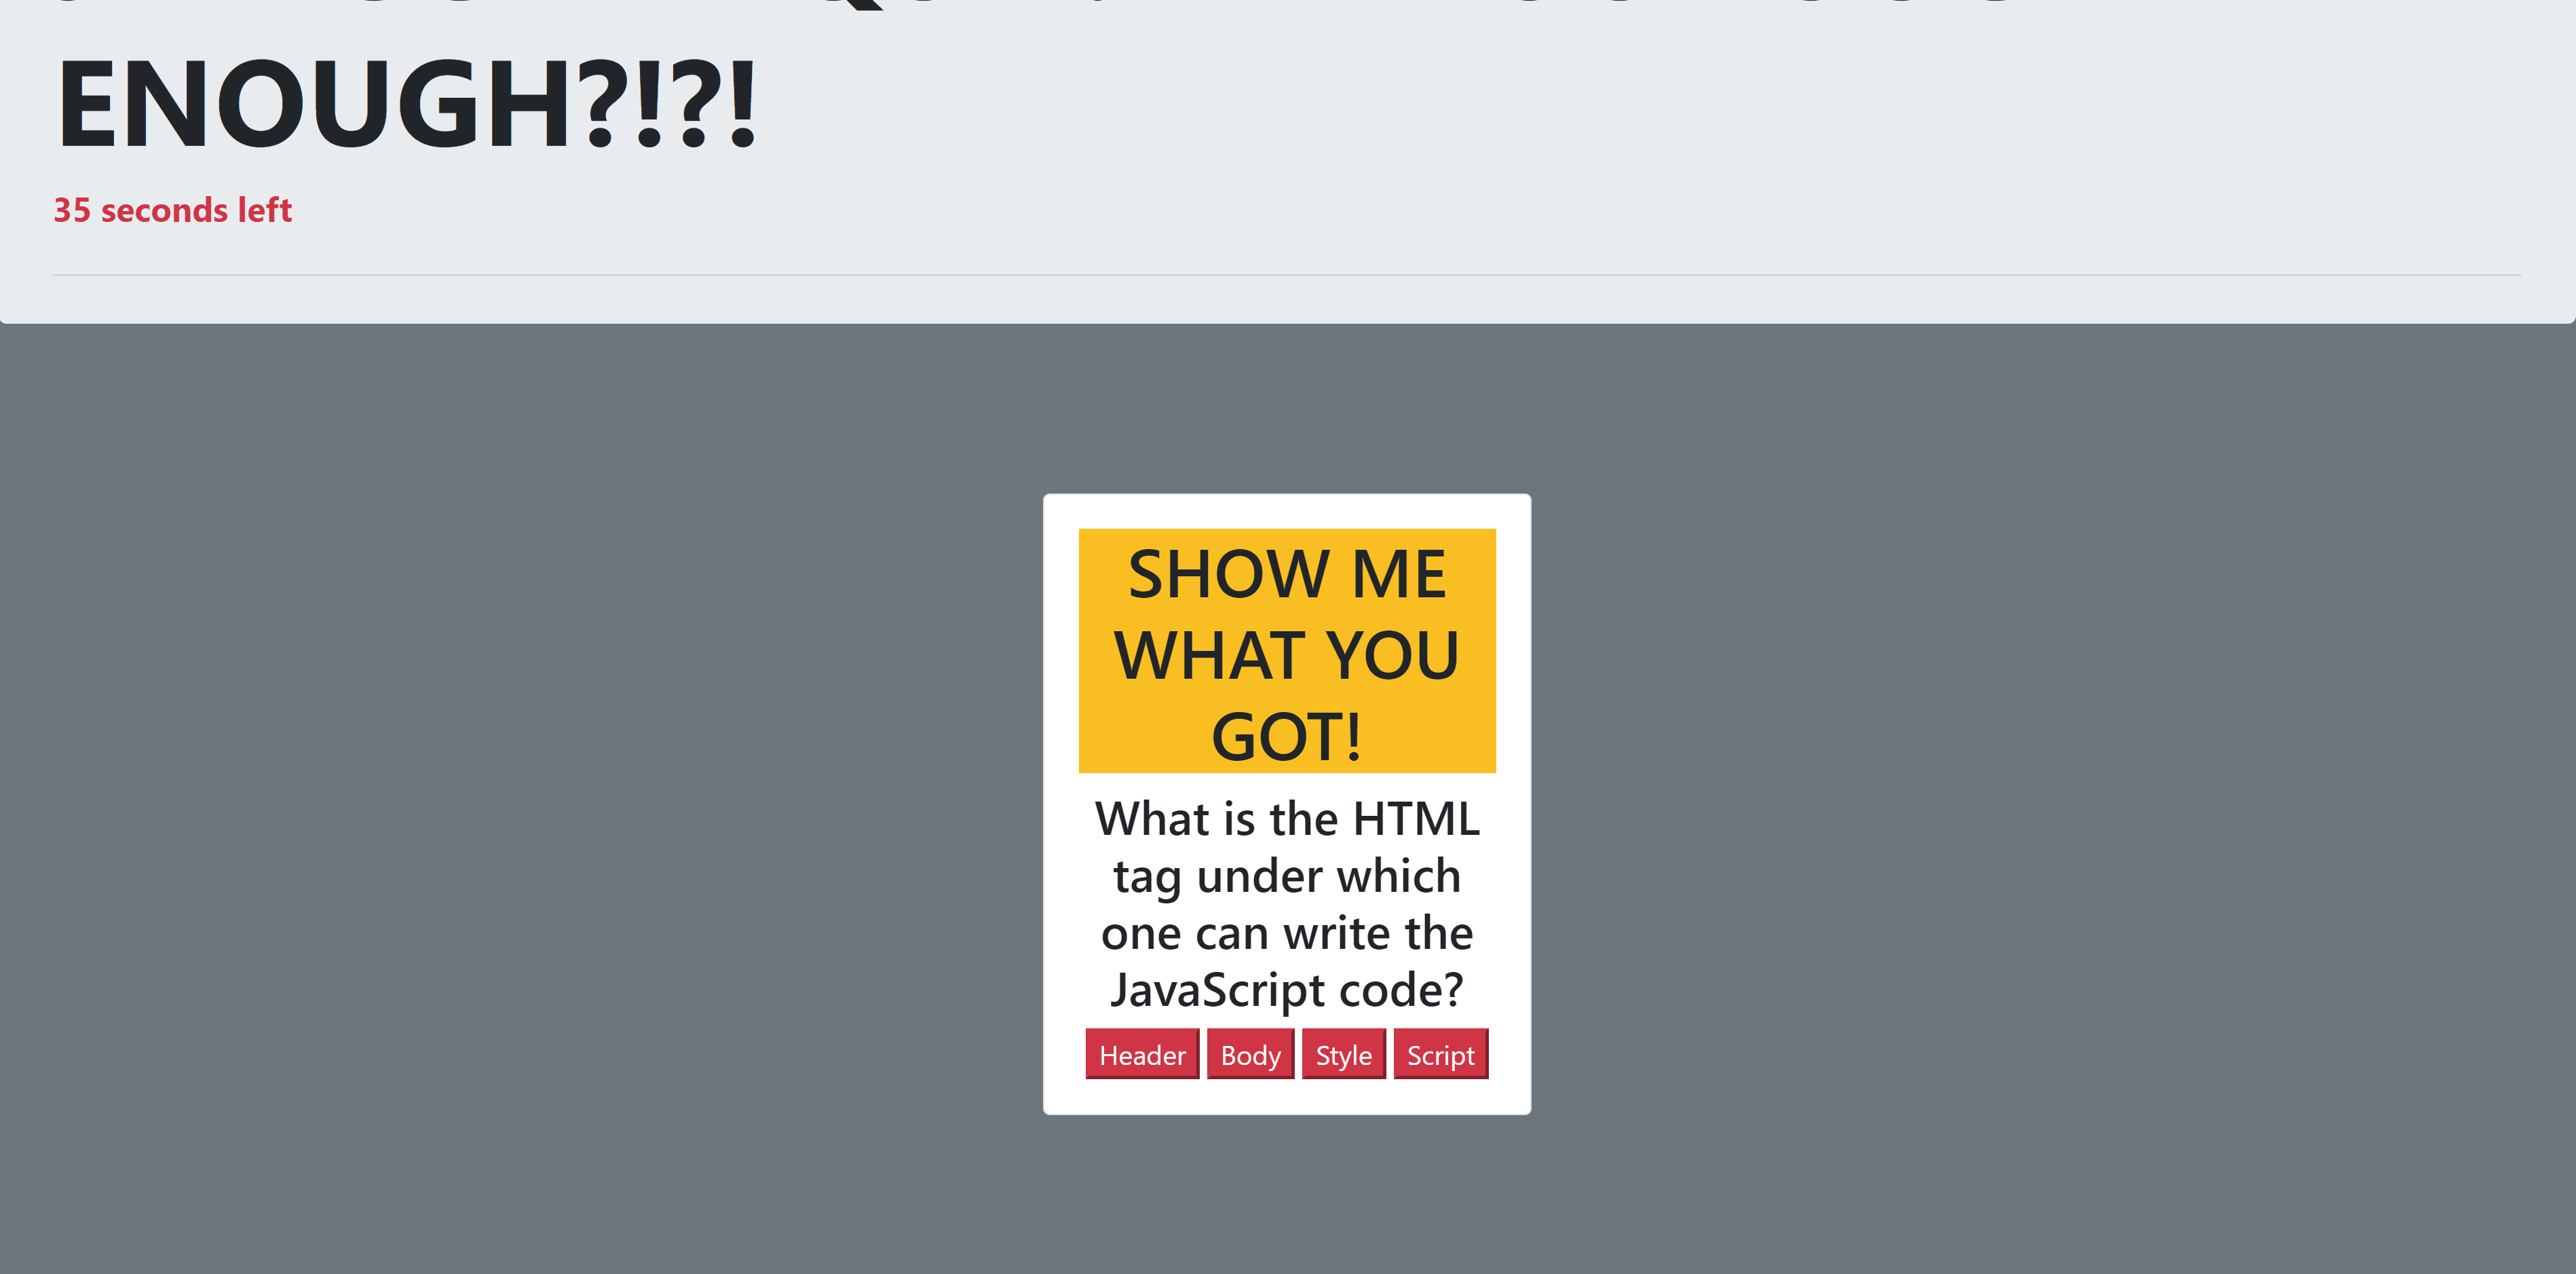 ENOUGH?!?!
35 seconds left
SHOW ME
WHAT YOU
GOT!
What is the HTML
tag under which
one can write the
JavaScript code?
Header Body Style Script